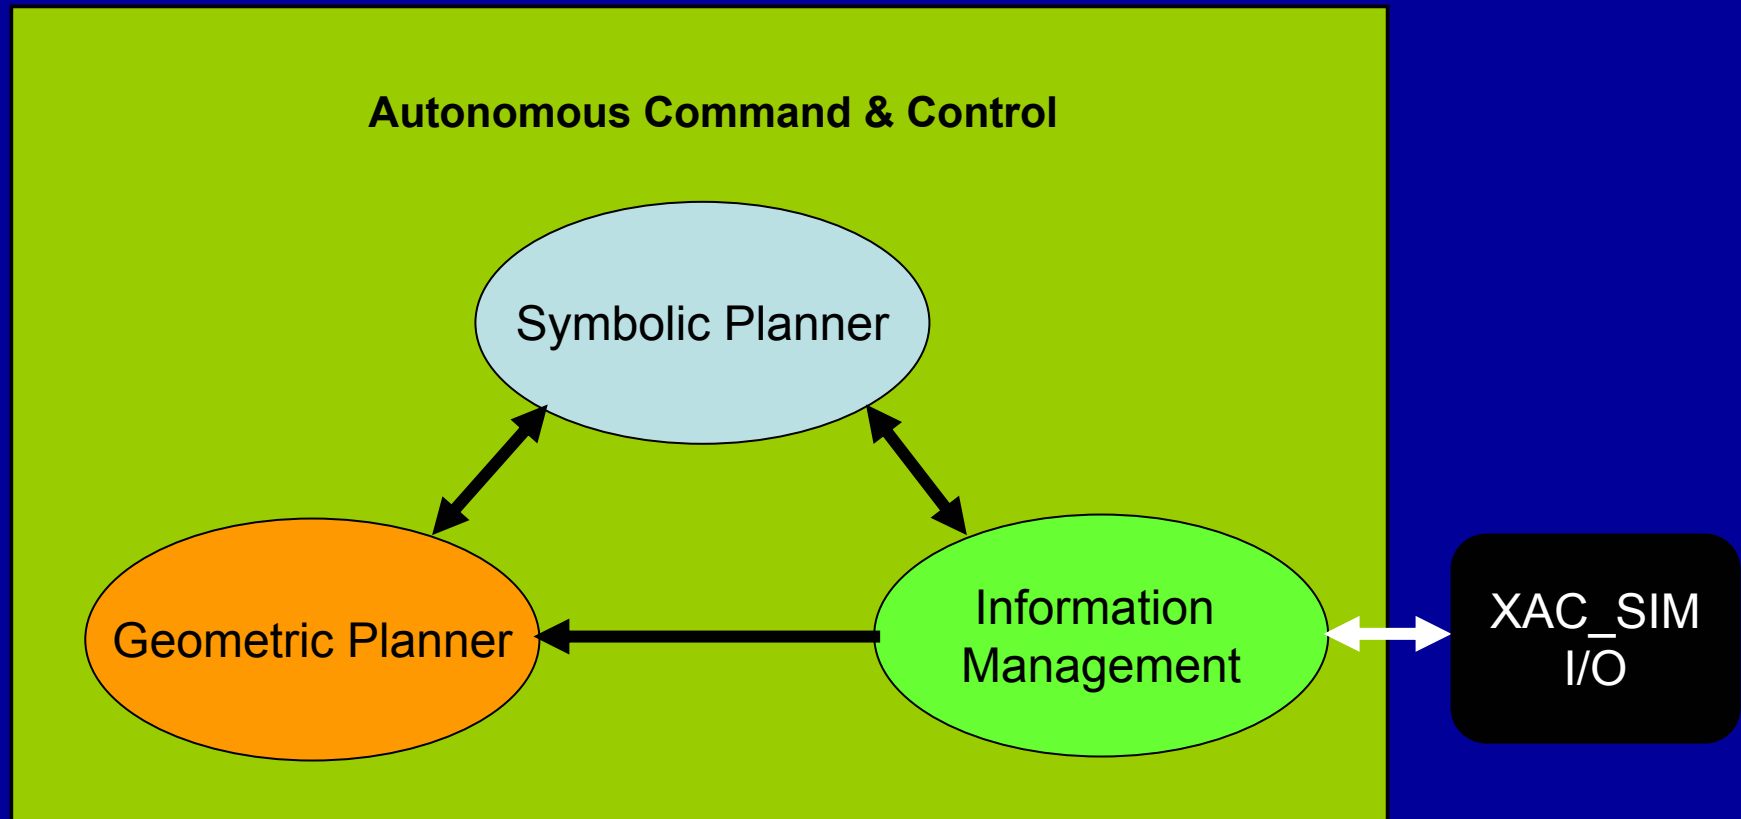 Autonomous Command & Control
Symbolic Planner
Geometric Planner
Information
Management
XAC_SIM
I/O